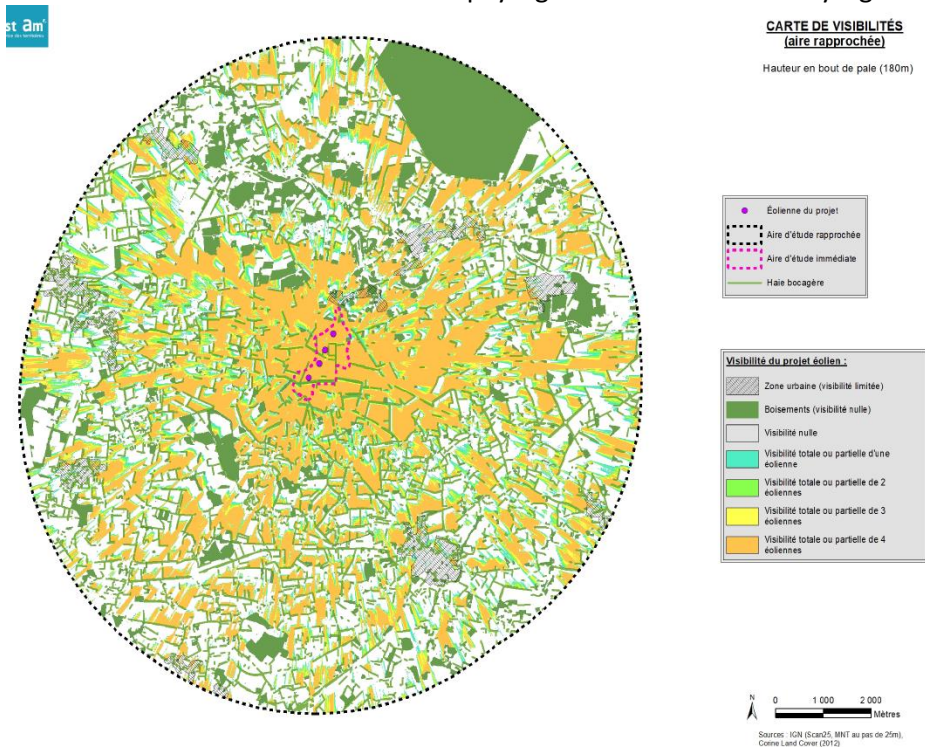 st am
CARTE DE VISIBILITÉS
(aire rapprochée)
Hauteur en bout de pale (180m)
Éolienne du projet
Aire d'étude rapprochée
Aire d'étude immédiate
Haie bocagère
Visibilité du projet éolien :
Zone urbaine (visibilité limitée)
Boisements (visibilité nulle)
Visibilité nulle
Visibilité totale ou partielle d'une
éolienne
Visibilité totale ou partielle de 2
éoliennes
Visibilité totale ou partielle de 3
éoliennes
Visibilité totale ou partielle de 4
éoliennes
N
0 1 000 2 000
Mètres
Sources : IGN (Scan25, MNT au pas de 25m),
Corine Land Cover (2012)